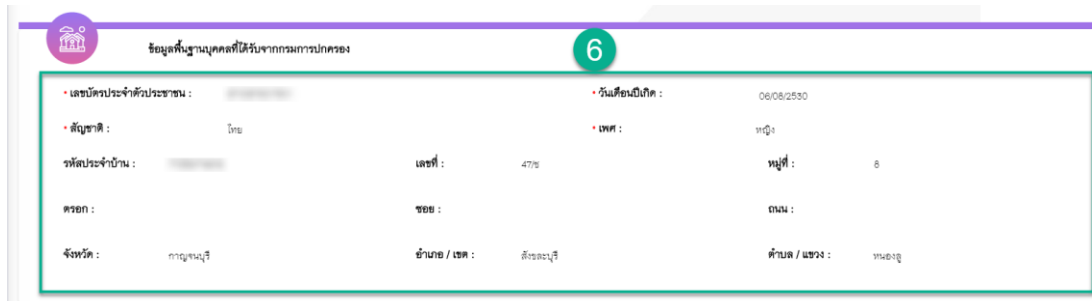 ข้อมูลพื้นฐานบุคคลที่ได้รับจากกรมการปกครอง
6
* เลขบัตรประจำตัวประชาชน : * วันเดือนปีเกิด : 06/08/2530
* สัญชาติ : ไทย * เพศ : หญิง
รหัสประจำบ้าน : เลขที่ : 47/ช หมู่ที่ : 8
ตรอก : ซอย : ถนน :
จังหวัด : กาญจนบุรี อำเภอ / เขต : สังขละบุรี ตำบล / แขวง : หนองลู